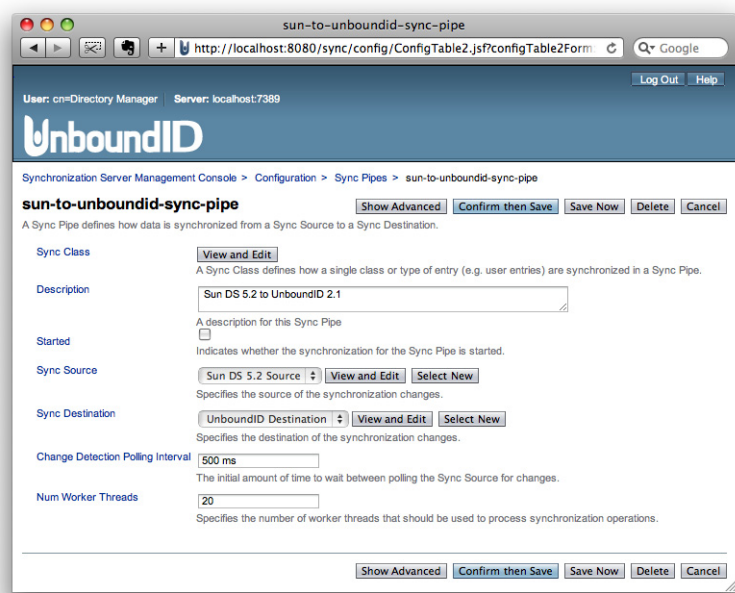 sun-to-unboundid-sync-pipe
http://localhost:8080/sync/config/ConfigTable2.jsf?configTable2Form
Google
Log Out Help
User: cn=Directory Manager Server: localhost:7389
UnboundID
Synchronization Server Management Console > Configuration > Sync Pipes > sun-to-unboundid-sync-pipe
sun-to-unboundid-sync-pipe Show Advanced Confirm then Save Save Now Delete Cancel
A Sync Pipe defines how data is synchronized from a Sync Source to a Sync Destination.
Sync Class View and Edit
A Sync Class defines how a single class or type of entry (e.g. user entries) are synchronized in a Sync Pipe.
Description Sun DS 5.2 to UnboundID 2.1
A description for this Sync Pipe
Started
Indicates whether the synchronization for the Sync Pipe is started.
Sync Source Sun DS 5.2 Source View and Edit Select New
Specifies the source of the synchronization changes.
Sync Destination UnboundID Destination View and Edit Select New
Specifies the destination of the synchronization changes.
Change Detection Polling Interval 500 ms
The initial amount of time to wait between polling the Sync Source for changes.
Num Worker Threads 20
Specifies the number of worker threads that should be used to process synchronization operations.
Show Advanced Confirm then Save Save Now Delete Cancel